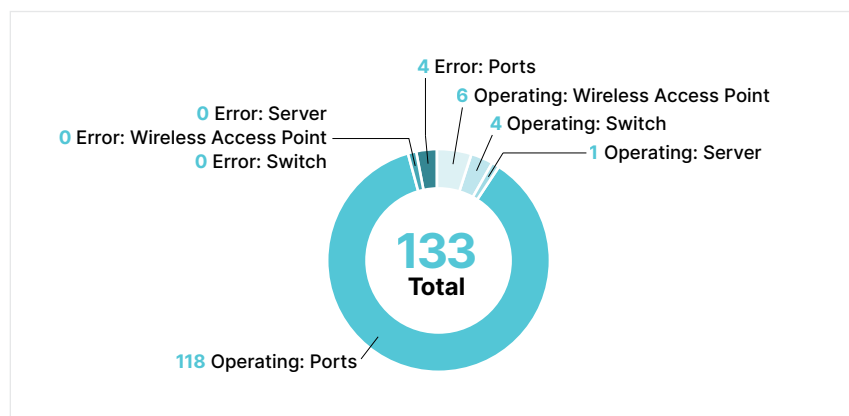 4 Error: Ports
6 Operating: Wireless Access Point
0 Error: Server
4 Operating: Switch
0 Error: Wireless Access Point
1 Operating: Server
0 Error: Switch
133
Total
118 Operating: Ports